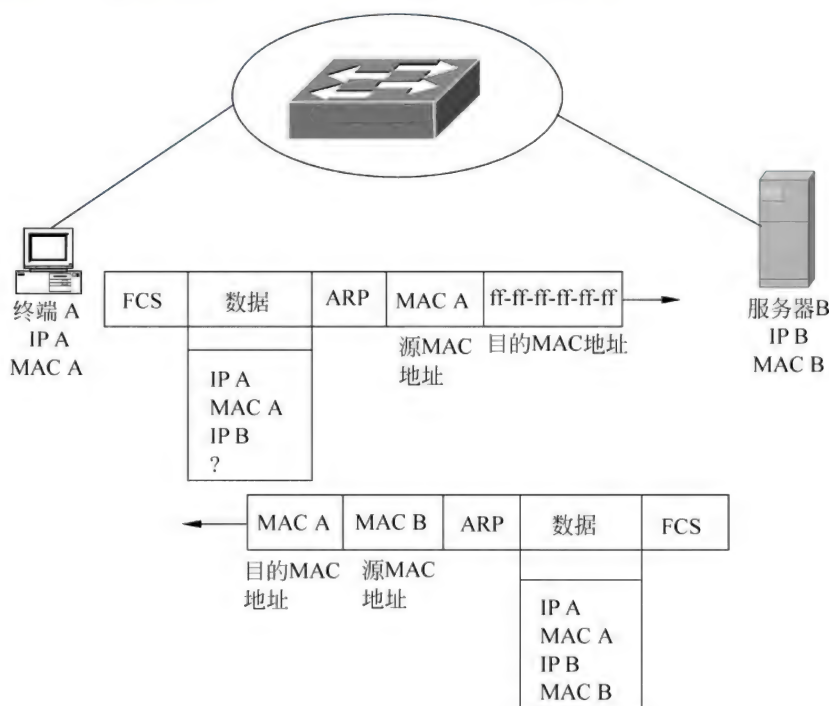 终端 A
IP A
MAC A
FCS
数据
ARP
MAC A
ff-ff-ff-ff-ff-ff
源MAC
地址
目的MAC地址
IP A
MAC A
IP B
?
服务器B
IP B
MAC B
MAC A
MAC B
ARP
数据
FCS
目的MAC
地址
源MAC
地址
IP A
MAC A
IP B
MAC B